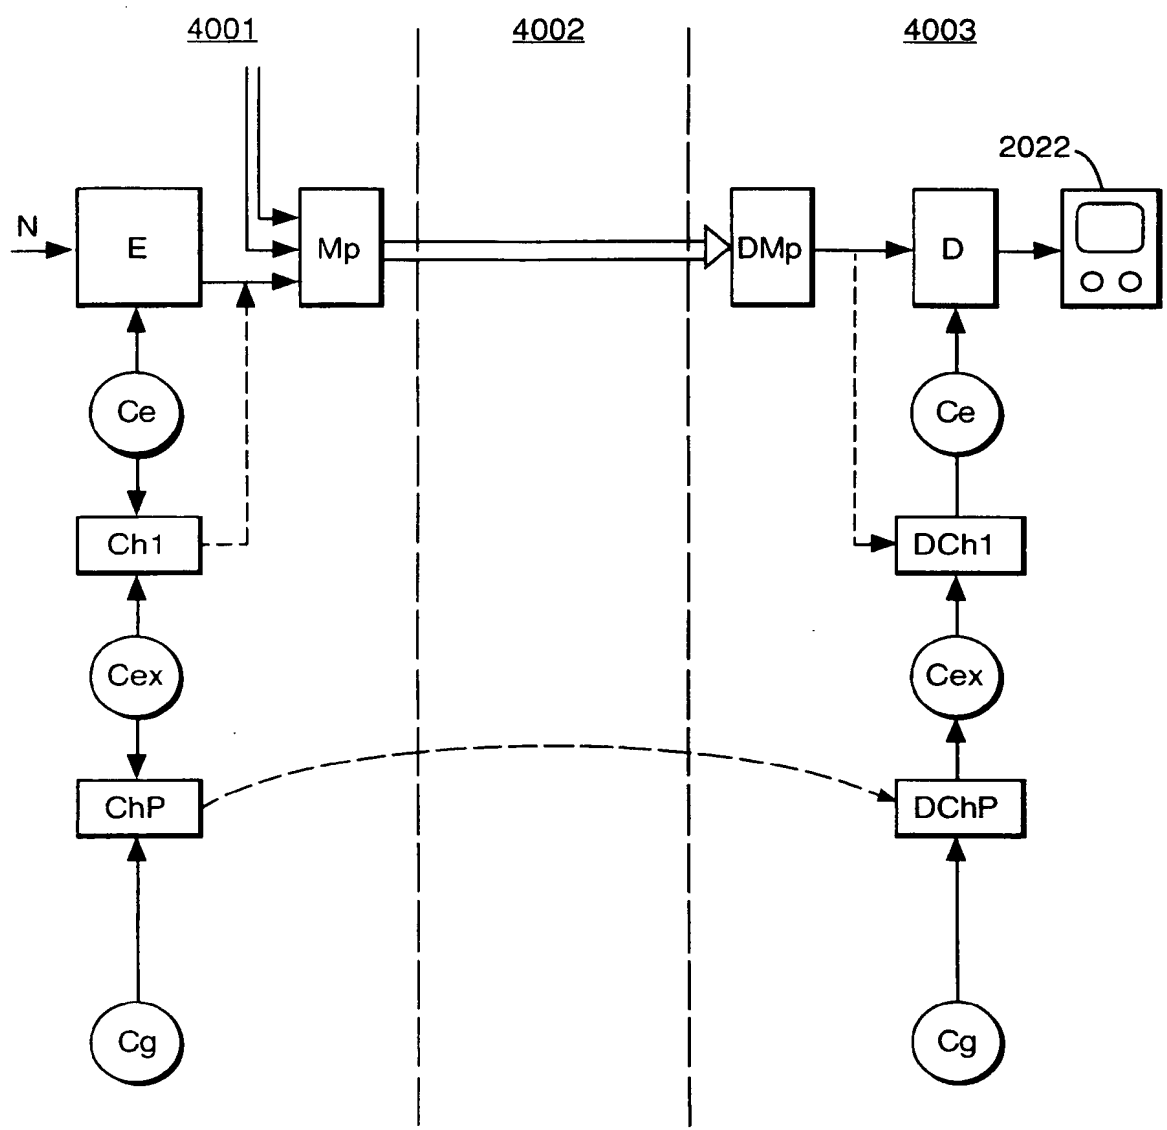 4001 4002 4003
2022
N E Mp DMp D
Ce Ce
Ch1 DCh1
Cex Cex
ChP DChP
Cg Cg